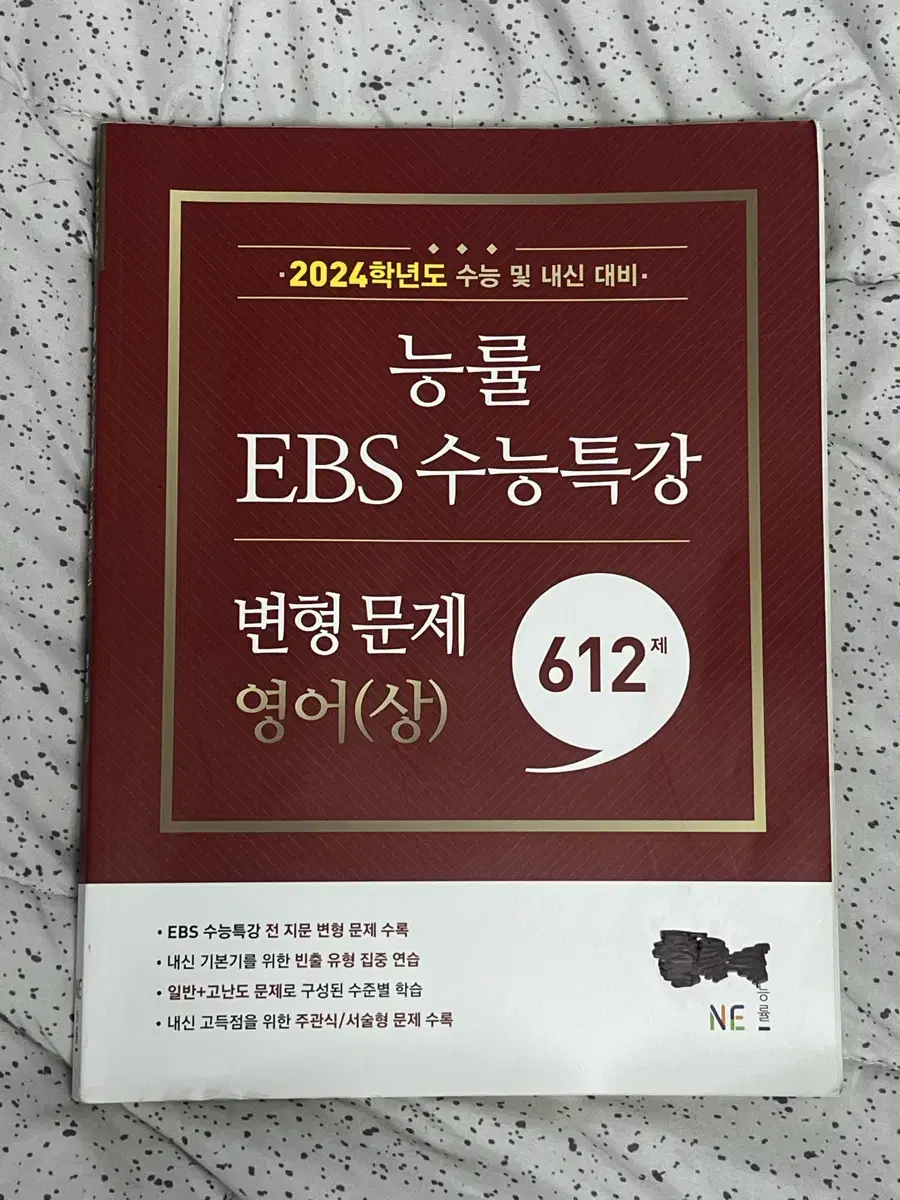 ·2024학년도 수능 및 내신 대비·
능률
EBS 수능특강
변형 문제
영어(상)
612제
• EBS 수능특강 전 지문 변형 문제 수록
• 내신 기본기를 위한 빈출 유형 집중 연습
• 일반+고난도 문제로 구성된 수준별 학습
• 내신 고득점을 위한 주관식/서술형 문제 수록
NE 능률